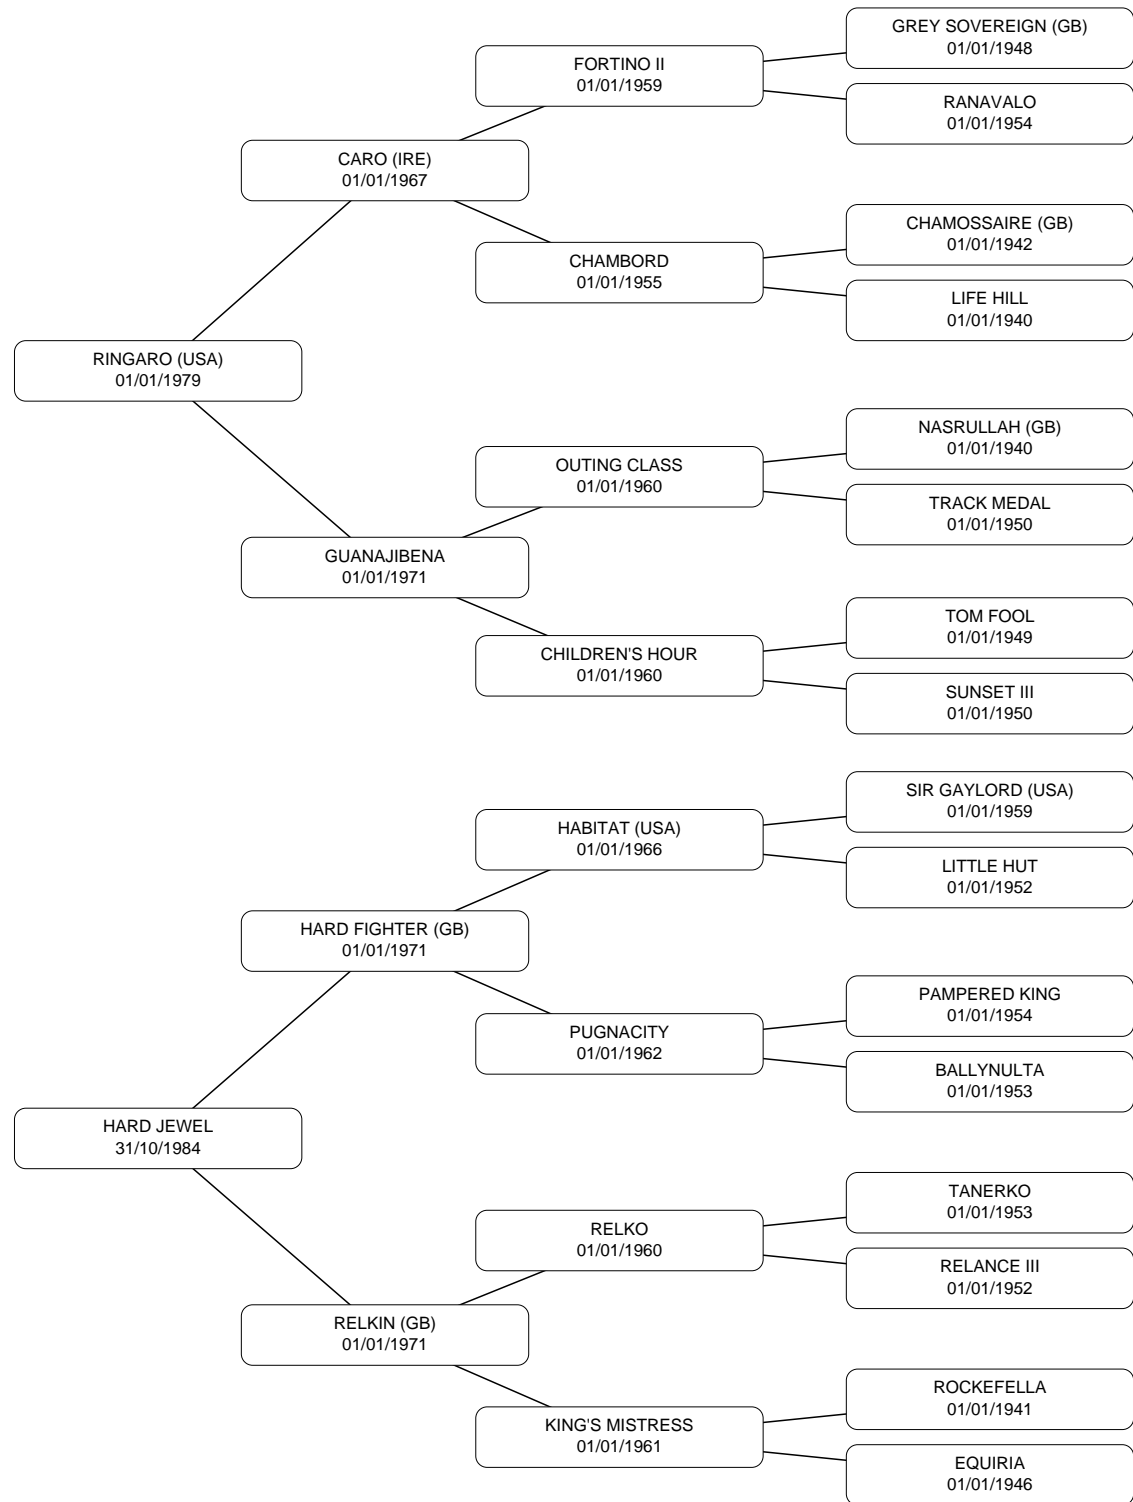 GREY SOVEREIGN (GB)
01/01/1948
FORTINO II
01/01/1959
RANAVALO
01/01/1954
CARO (IRE)
01/01/1967
CHAMOSSAIRE (GB)
01/01/1942
CHAMBORD
01/01/1955
LIFE HILL
01/01/1940
RINGARO (USA)
01/01/1979
NASRULLAH (GB)
01/01/1940
OUTING CLASS
01/01/1960
TRACK MEDAL
01/01/1950
GUANAJIBENA
01/01/1971
TOM FOOL
01/01/1949
CHILDREN'S HOUR
01/01/1960
SUNSET III
01/01/1950
SIR GAYLORD (USA)
01/01/1959
HABITAT (USA)
01/01/1966
LITTLE HUT
01/01/1952
HARD FIGHTER (GB)
01/01/1971
PAMPERED KING
01/01/1954
PUGNACITY
01/01/1962
BALLYNULTA
01/01/1953
HARD JEWEL
31/10/1984
TANERKO
01/01/1953
RELKO
01/01/1960
RELANCE III
01/01/1952
RELKIN (GB)
01/01/1971
ROCKEFELLA
01/01/1941
KING'S MISTRESS
01/01/1961
EQUIRIA
01/01/1946